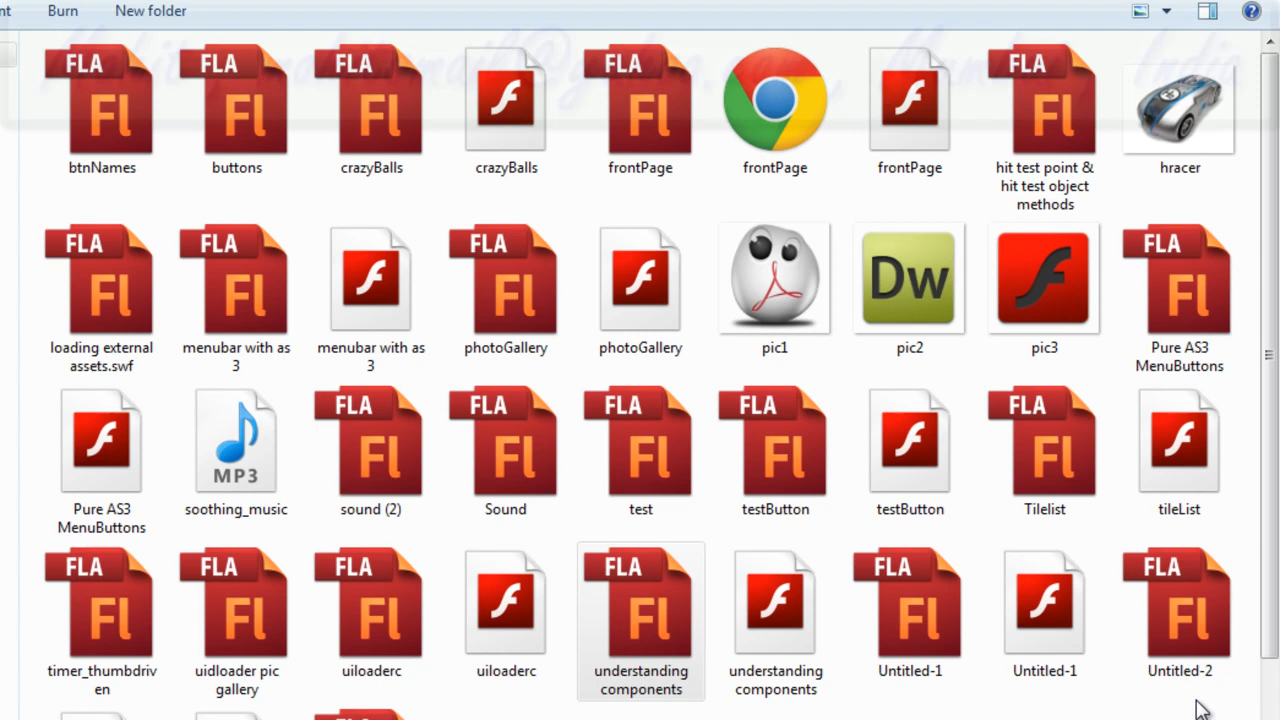 Burn New folder
FLA FLA FLA FLA FLA
Fl Fl Fl Fl Fl
btnNames buttons crazyBalls crazyBalls frontPage frontPage frontPage hit test point & hracer
hit test object
methods
FLA FLA FLA FLA
Fl Fl Fl Dw Fl
loading external menubar with as menubar with as photoGallery photoGallery pic1 pic2 pic3 Pure AS3
assets.swf 3 3 MenuButtons
FLA FLA FLA FLA FLA
MP3 Fl Fl Fl Fl Fl
Pure AS3 soothing_music sound (2) Sound test testButton testButton Tilelist tileList
MenuButtons
FLA FLA FLA FLA FLA FLA
Fl Fl Fl Fl Fl Fl
timer_thumbdriv uidloader pic uiloaderc uiloaderc understanding understanding Untitled-1 Untitled-1 Untitled-2
en gallery components components